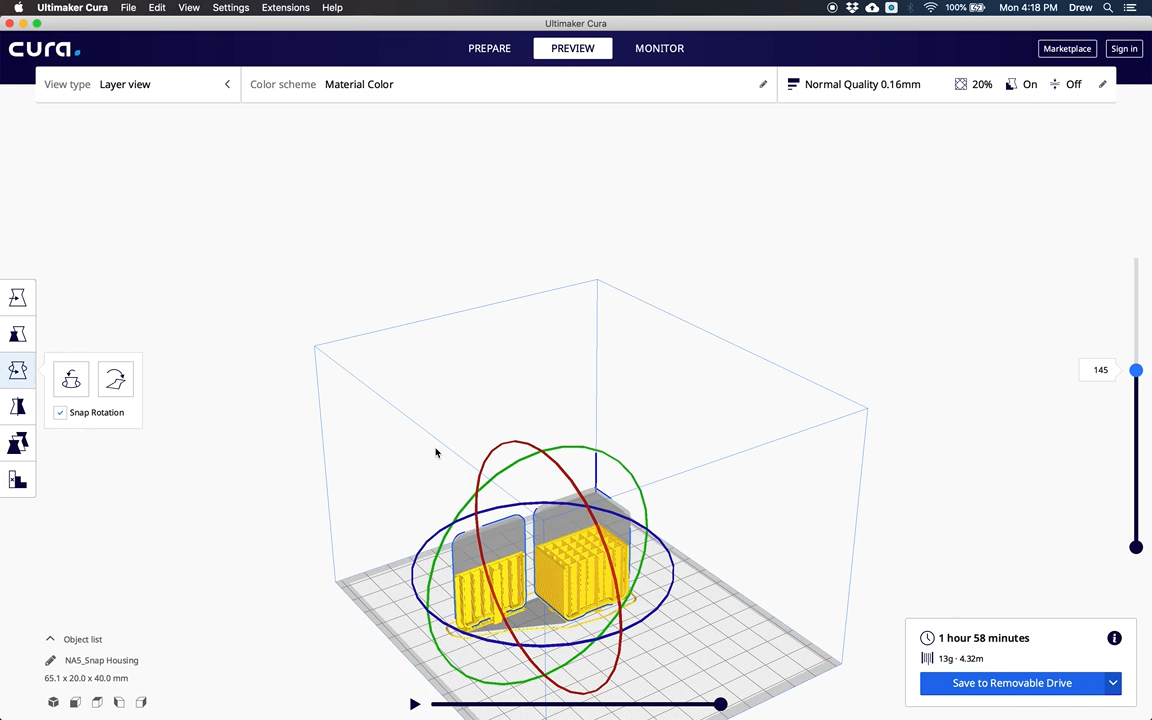 Ultimaker Cura File Edit View Settings Extensions Help 100% Mon 4:18 PM Drew
Ultimaker Cura
cura. PREPARE PREVIEW MONITOR Marketplace Sign in
View type Layer view Color scheme Material Color Normal Quality 0.16mm 20% On Off
145
Snap Rotation
Object list
NA5_Snap Housing
65.1 x 20.0 x 40.0 mm
1 hour 58 minutes
13g · 4.32m
Save to Removable Drive